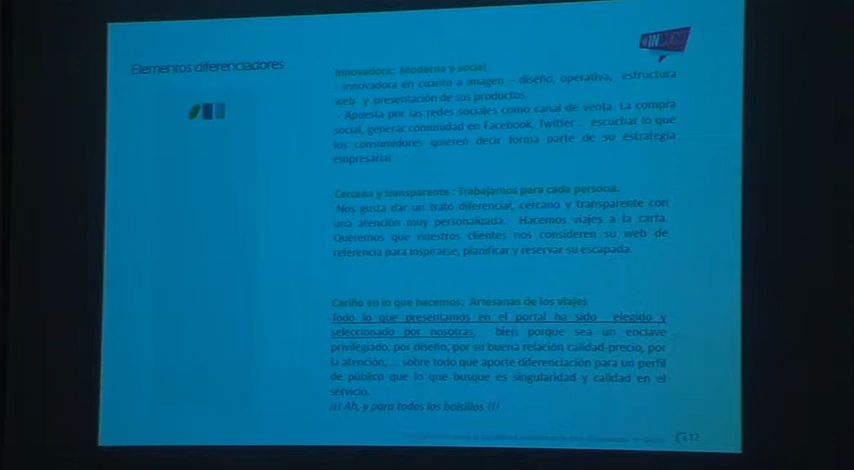 Elementos diferenciadores
Innovadora: Moderna y social
- Innovadora en cuanto a imagen – diseño, operativa, estructura
web y presentación de sus productos
- Apuesta por las redes sociales como canal de venta. La compra
social, generar comunidad en Facebook, Twitter... escuchar lo que
los consumidores quieren decir forma parte de su estrategia
empresarial
Cercana y transparente : Trabajamos para cada persona.
Nos gusta dar un trato diferencial, cercano y transparente con
una atención muy personalizada. Hacemos viajes a la carta.
Queremos que nuestros clientes nos consideren su web de
referencia para inspirarse, planificar y reservar su escapada.
Cariño en lo que hacemos: Artesanas de los viajes
Todo lo que presentamos en el portal ha sido elegido y
seleccionado por nosotras, bien porque sea un enclave
privilegiado, por diseño, por su buena relación calidad-precio, por
la atención,... sobre todo que aporte diferenciación para un perfil
de público que lo que busque es singularidad y calidad en el
servicio.
¡¡¡ Ah, y para todos los bolsillos !!!
12